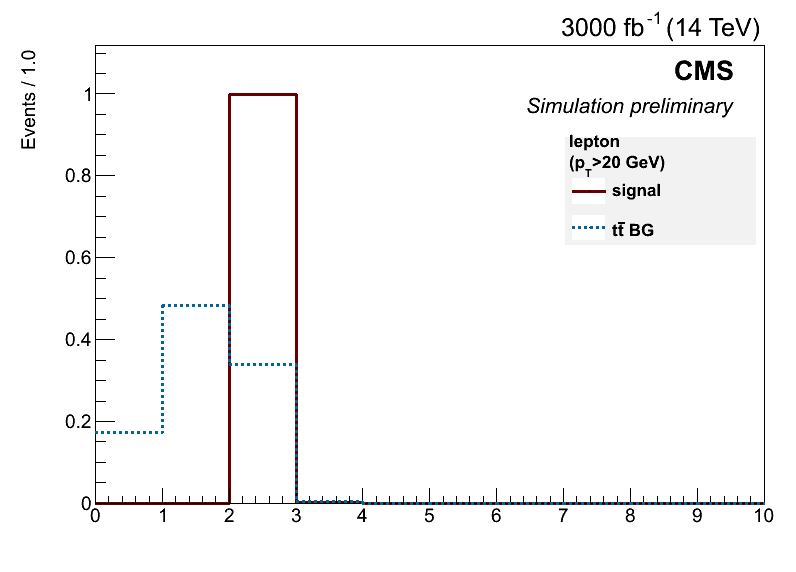 3000 fb-1 (14 TeV)
Events / 1.0
CMS
Simulation preliminary
lepton
(pT>20 GeV)
signal
tt̄ BG
1
0.8
0.6
0.4
0.2
0
0 1 2 3 4 5 6 7 8 9 10